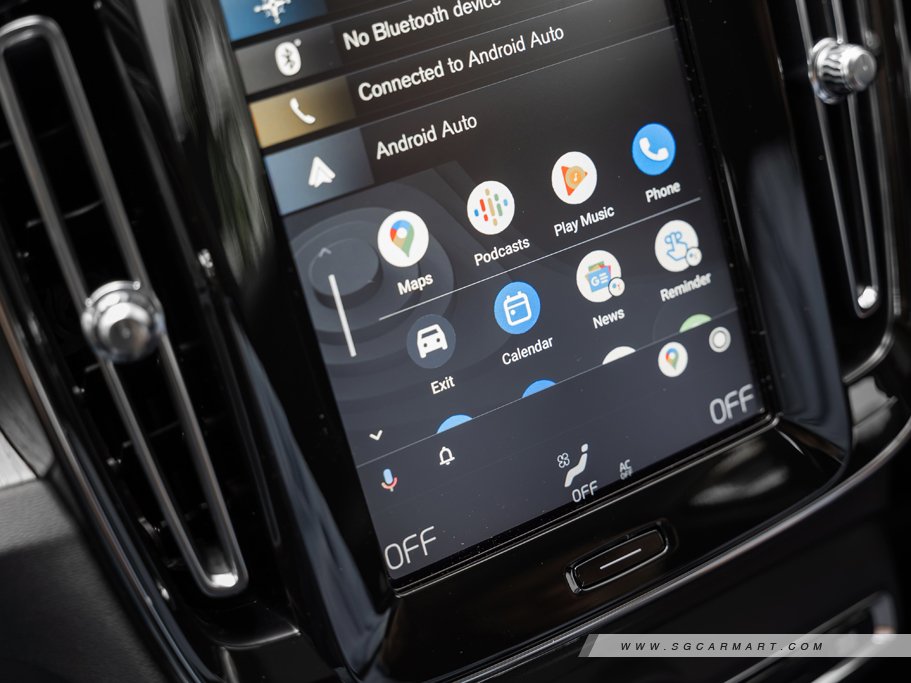 No Bluetooth device
Connected to Android Auto
Android Auto
Maps
Podcasts
Play Music
Phone
Exit
Calendar
News
Reminder
OFF
OFF
AC
OFF
OFF
WWW.SGCARMART.COM